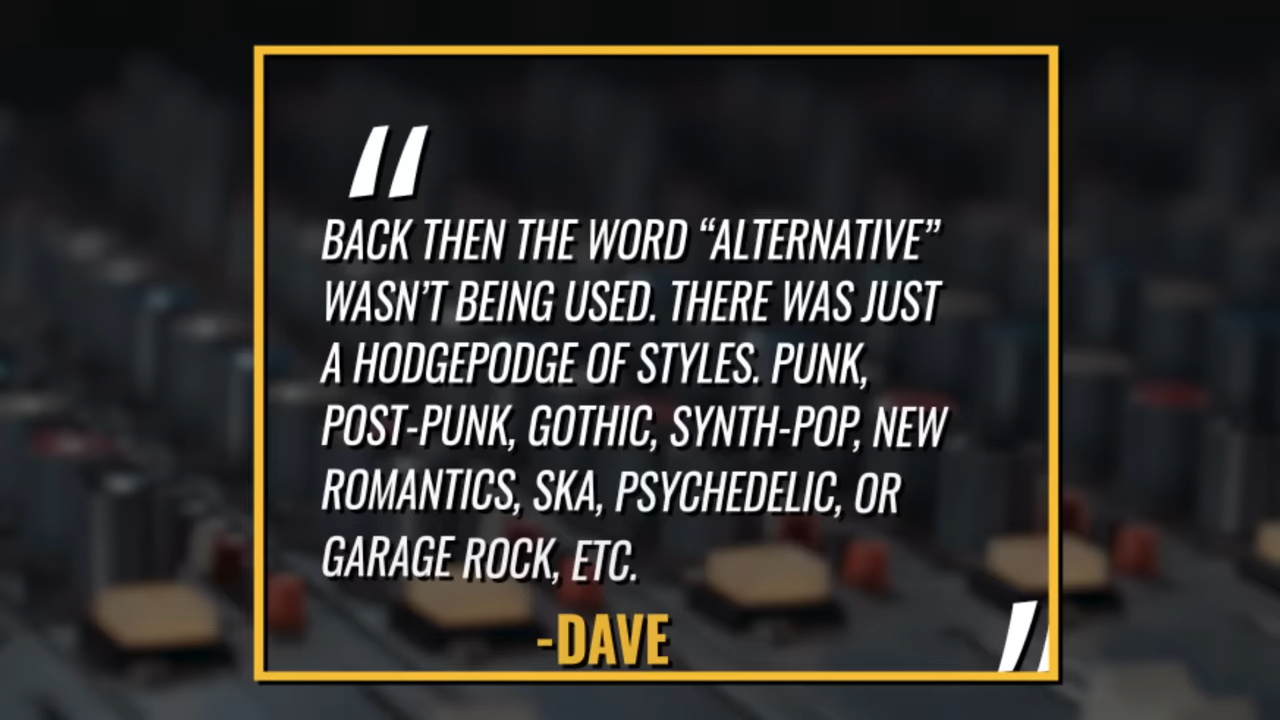 "
BACK THEN THE WORD “ALTERNATIVE”
WASN’T BEING USED. THERE WAS JUST
A HODGEPODGE OF STYLES. PUNK,
POST-PUNK, GOTHIC, SYNTH-POP, NEW
ROMANTICS, SKA, PSYCHEDELIC, OR
GARAGE ROCK, ETC.
-DAVE
"